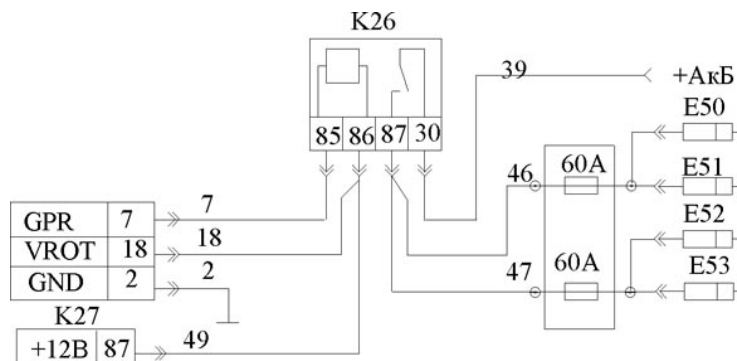 K26
39
+АкБ
E50
85 86 87 30
46
60A
E51
GPR 7
7
E52
VROT 18
18
GND 2
2
47
60A
E53
K27
+12В 87
49